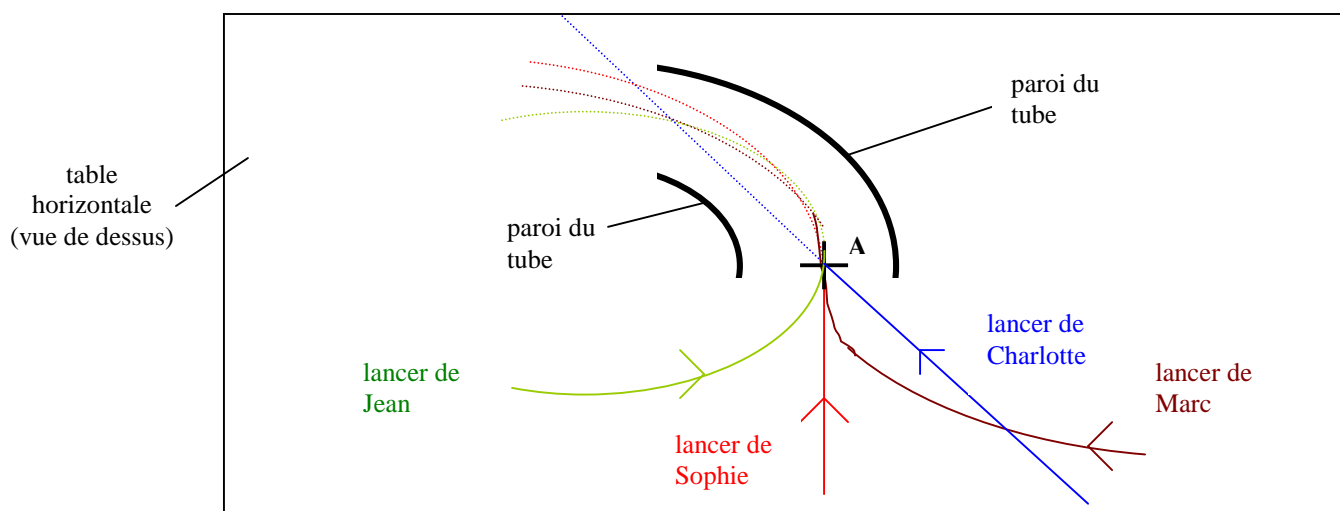 paroi du
tube
table
horizontale
(vue de dessus)
paroi du
tube
A
lancer de
Charlotte
lancer de
Jean
lancer de
Marc
lancer de
Sophie